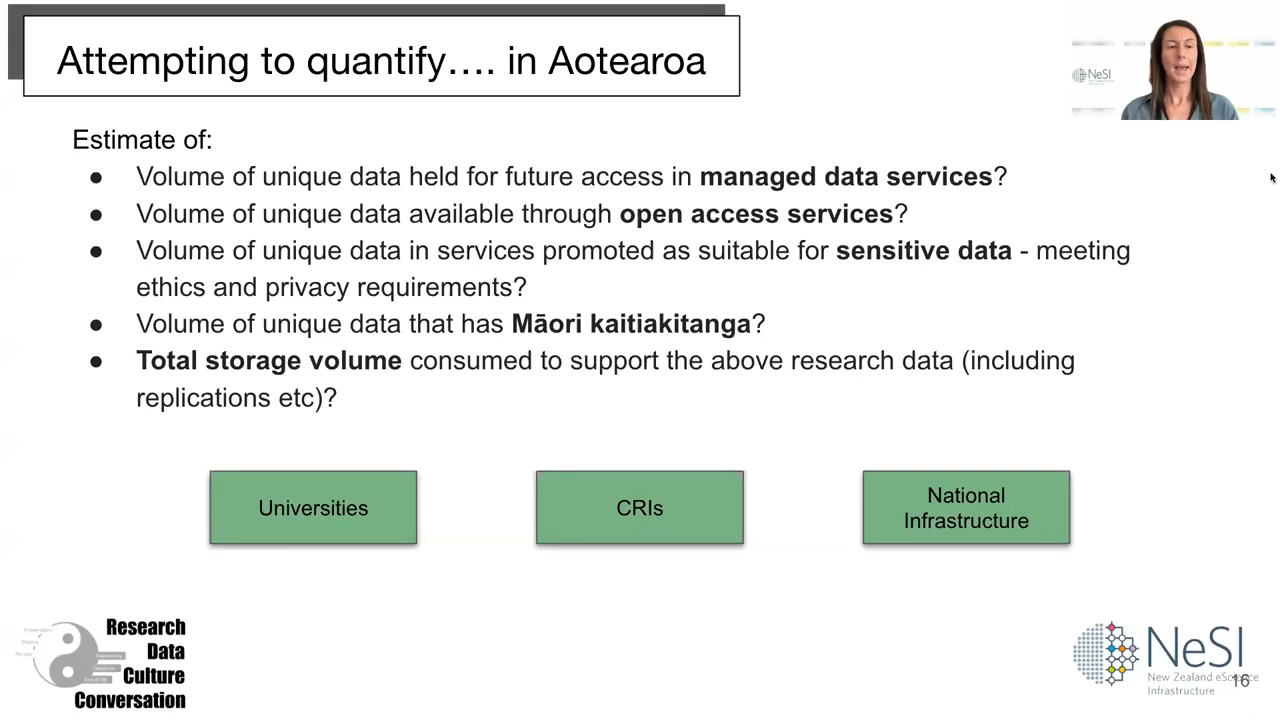 Attempting to quantify…. in Aotearoa
NeSI
Estimate of:
● Volume of unique data held for future access in managed data services?
● Volume of unique data available through open access services?
● Volume of unique data in services promoted as suitable for sensitive data - meeting
ethics and privacy requirements?
● Volume of unique data that has Māori kaitiakitanga?
● Total storage volume consumed to support the above research data (including
replications etc)?
Universities
CRIs
National
Infrastructure
Research
Data
Culture
Conversation
NeSI
New Zealand eScience
Infrastructure
16